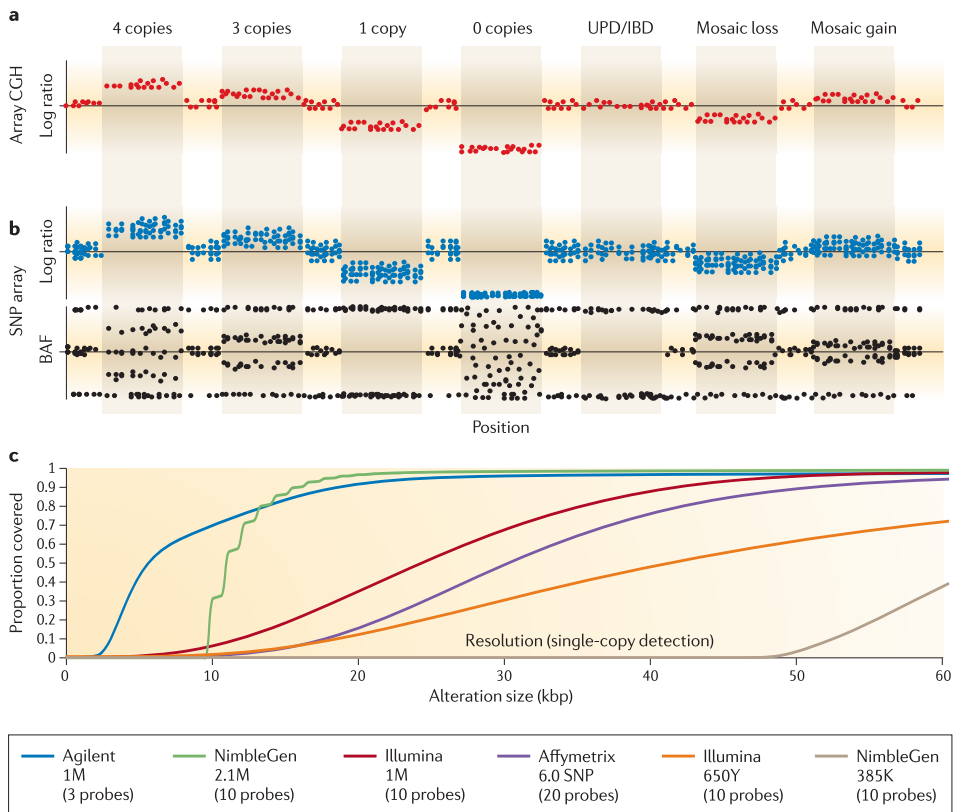 a
4 copies 3 copies 1 copy 0 copies UPD/IBD Mosaic loss Mosaic gain
Array CGH
Log ratio
b
SNP array
Log ratio
BAF
Position
c
Proportion covered
1
0.9
0.8
0.7
0.6
0.5
0.4
0.3
0.2
0.1
0
Resolution (single-copy detection)
0 10 20 30 40 50 60
Alteration size (kbp)
Agilent
1M
(3 probes)
NimbleGen
2.1M
(10 probes)
Illumina
1M
(10 probes)
Affymetrix
6.0 SNP
(20 probes)
Illumina
650Y
(10 probes)
NimbleGen
385K
(10 probes)